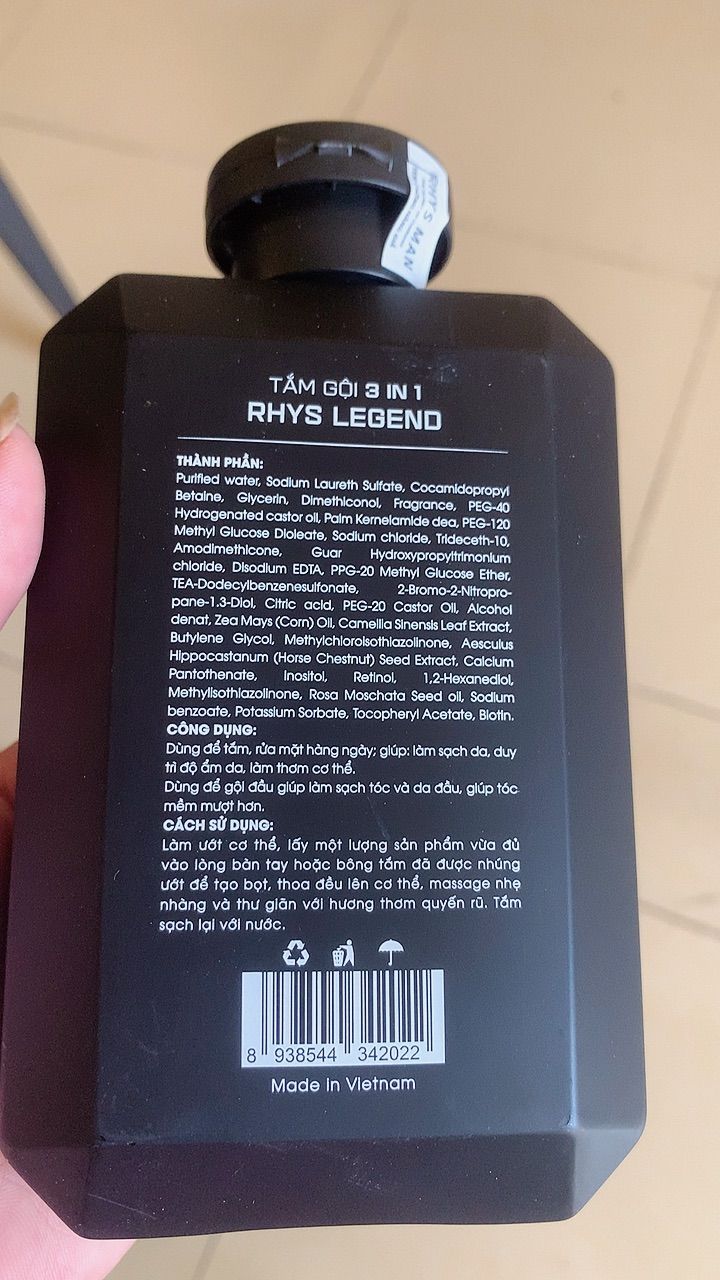 RHYS MAN
TẮM GỘI 3 IN 1
RHYS LEGEND
THÀNH PHẦN:
Purified water, Sodium Laureth Sulfate, Cocamidopropyl
Betaine, Glycerin, Dimethiconol, Fragrance, PEG-40
Hydrogenated castor oil, Palm Kernelamide dea, PEG-120
Methyl Glucose Dioleate, Sodium chloride, Trideceth-10,
Amodimethicone, Guar Hydroxypropyltrimonium
chloride, Disodium EDTA, PPG-20 Methyl Glucose Ether,
TEA-Dodecylbenzenesulfonate, 2-Bromo-2-Nitropro-
pane-1.3-Diol, Citric acid, PEG-20 Castor Oil, Alcohol
denat, Zea Mays (Corn) Oil, Camellia Sinensis Leaf Extract,
Butylene Glycol, Methylchloroisothiazolinone, Aesculus
Hippocastanum (Horse Chestnut) Seed Extract, Calcium
Pantothenate, Inositol, Retinol, 1,2-Hexanediol,
Methylisothiazolinone, Rosa Moschata Seed oil, Sodium
benzoate, Potassium Sorbate, Tocopheryl Acetate, Biotin.
CÔNG DỤNG:
Dùng để tắm, rửa mặt hàng ngày; giúp: làm sạch da, duy
trì độ ẩm da, làm thơm cơ thể.
Dùng để gội đầu giúp làm sạch tóc và da đầu, giúp tóc
mềm mượt hơn.
CÁCH SỬ DỤNG:
Làm ướt cơ thể, lấy một lượng sản phẩm vừa đủ
vào lòng bàn tay hoặc bông tắm đã được nhúng
ướt để tạo bọt, thoa đều lên cơ thể, massage nhẹ
nhàng và thư giãn với hương thơm quyến rũ. Tắm
sạch lại với nước.
8 938544 342022
Made in Vietnam